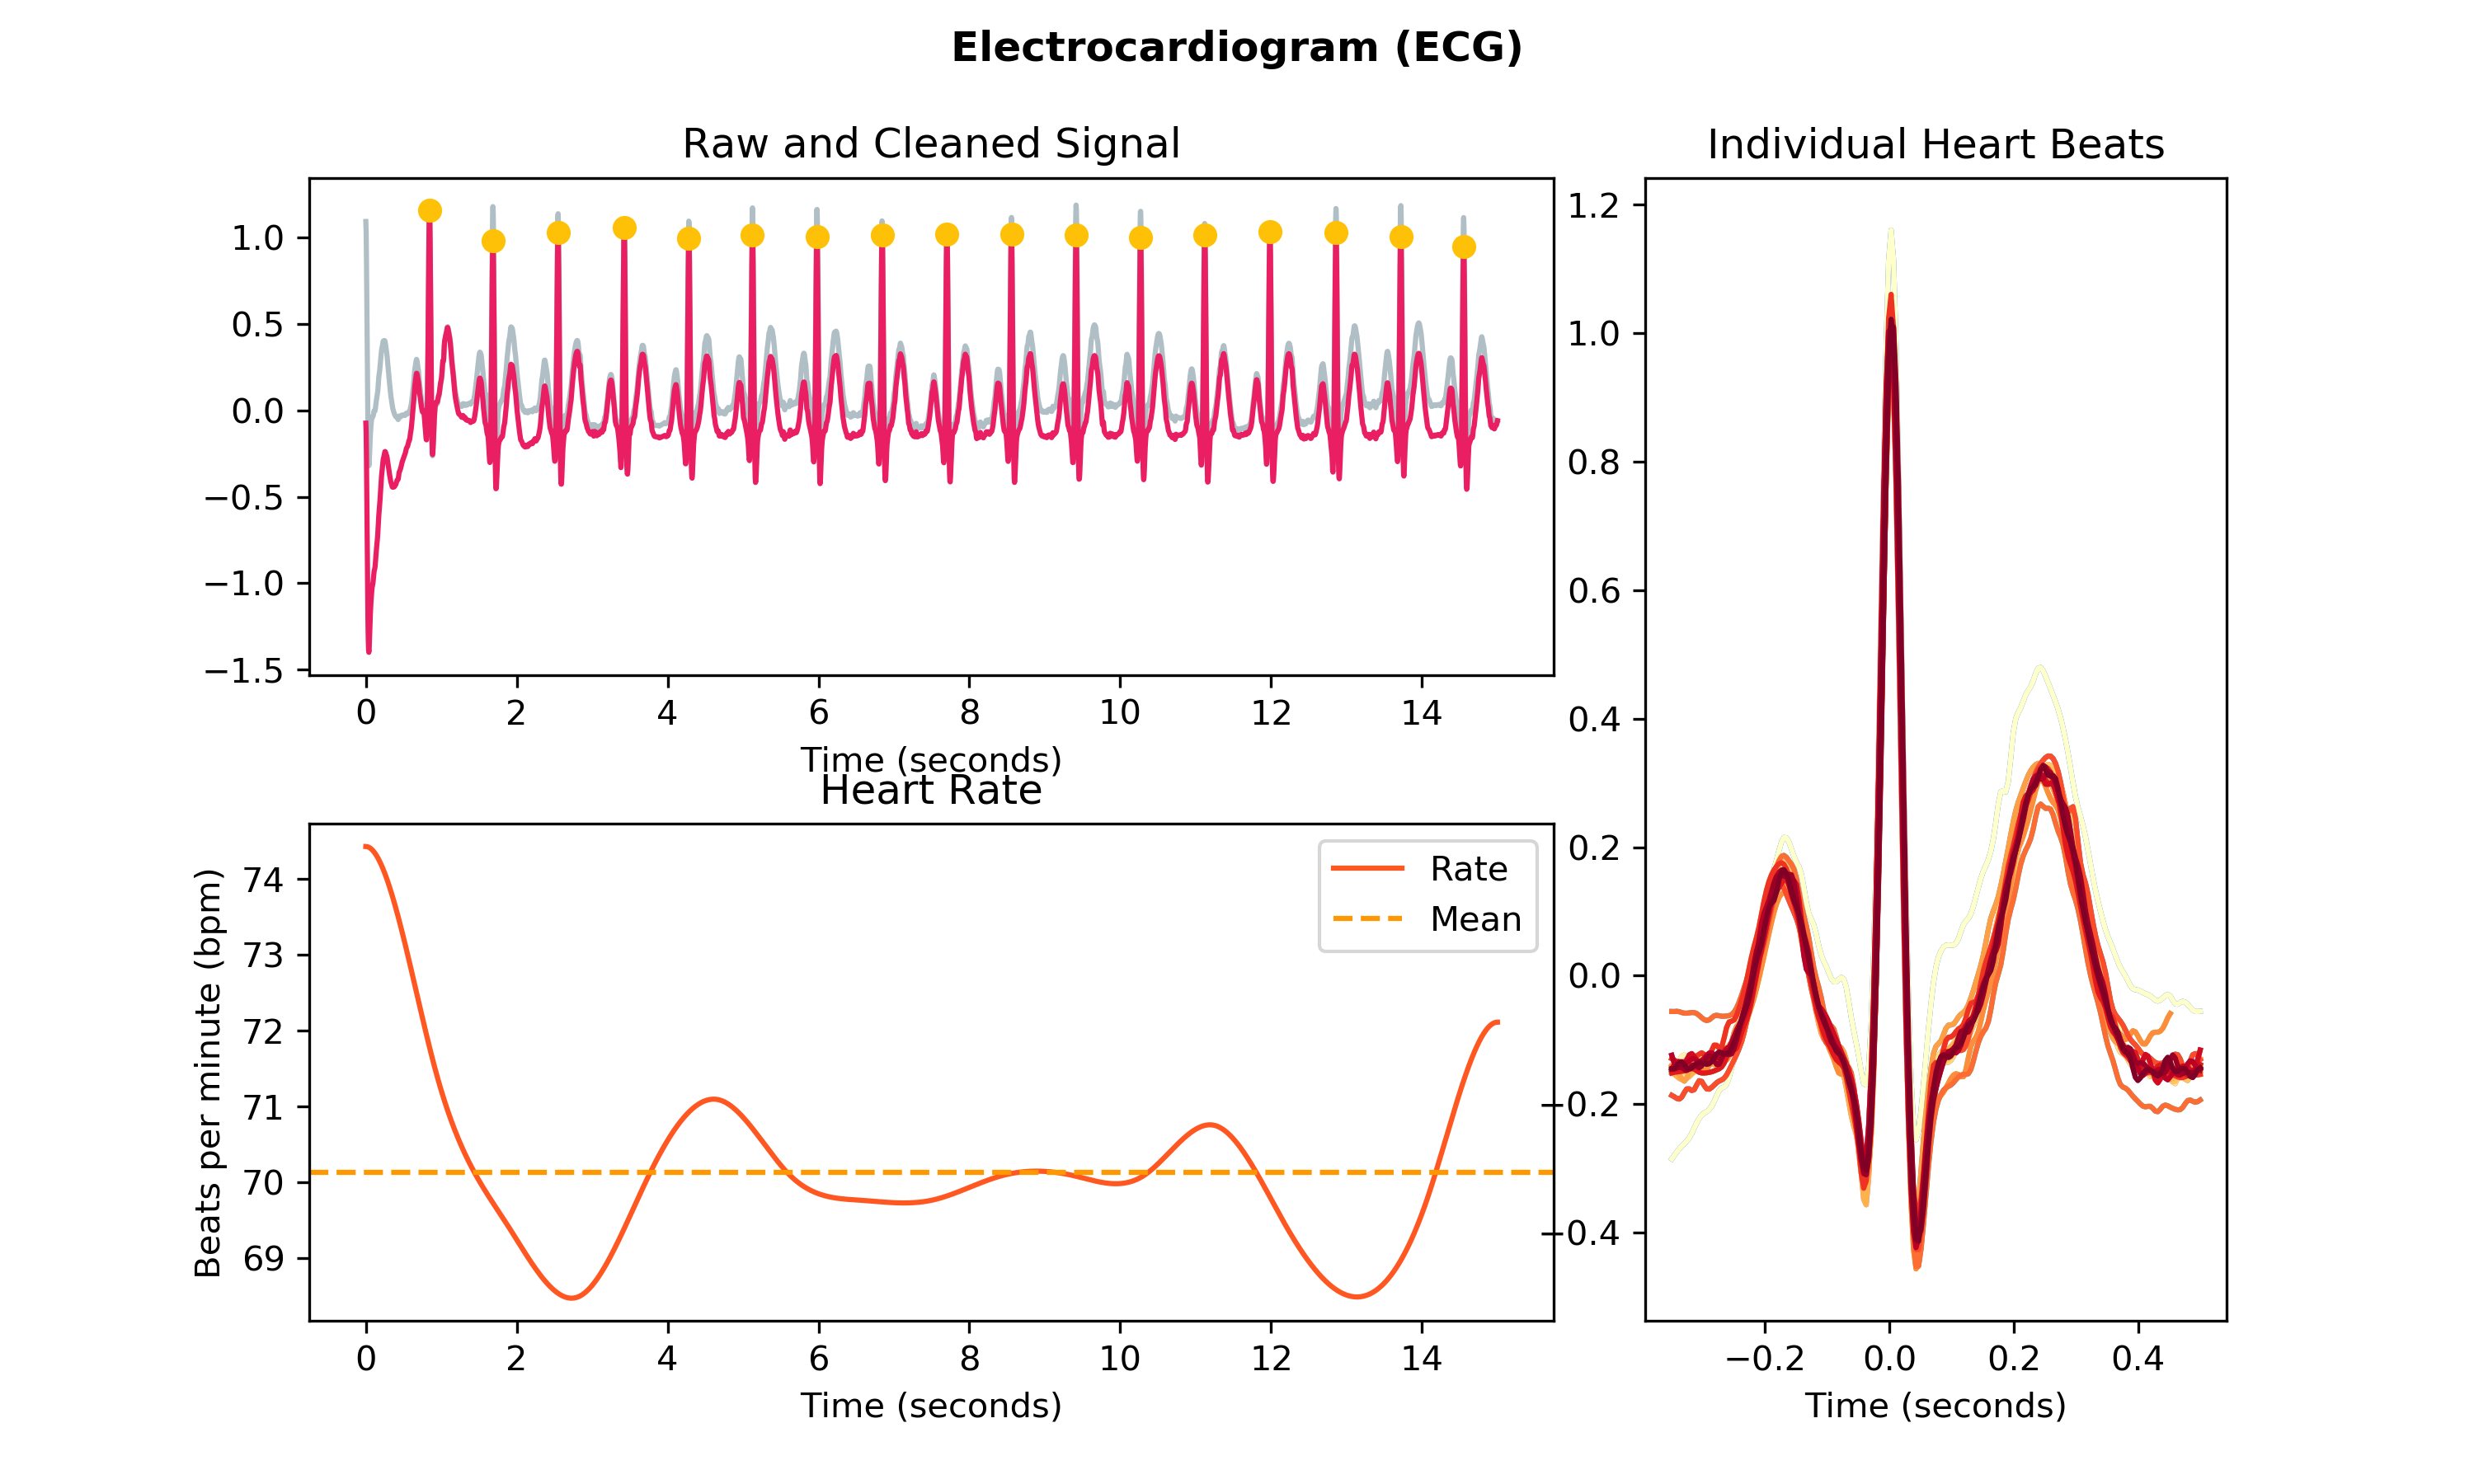 Electrocardiogram (ECG)
Raw and Cleaned Signal
1.0
0.5
0.0
−0.5
−1.0
−1.5
0 2 4 6 8 10 12 14
Time (seconds)
Heart Rate
Beats per minute (bpm)
74
73
72
71
70
69
Rate
Mean
0 2 4 6 8 10 12 14
Time (seconds)
Individual Heart Beats
1.2
1.0
0.8
0.6
0.4
0.2
0.0
−0.2
−0.4
−0.2 0.0 0.2 0.4
Time (seconds)